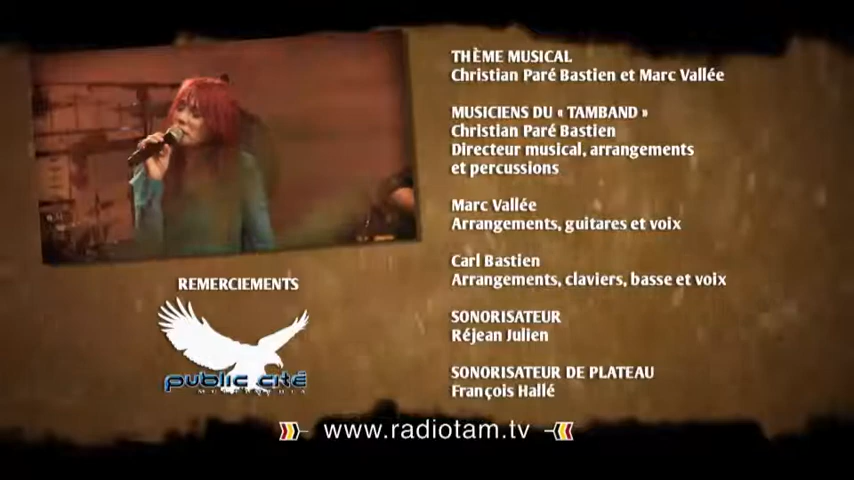 THÈME MUSICAL
Christian Paré Bastien et Marc Vallée
MUSICIENS DU « TAMBAND »
Christian Paré Bastien
Directeur musical, arrangements
et percussions
Marc Vallée
Arrangements, guitares et voix
Carl Bastien
Arrangements, claviers, basse et voix
SONORISATEUR
Réjean Julien
SONORISATEUR DE PLATEAU
François Hallé
REMERCIEMENTS
public cité
www.radiotam.tv